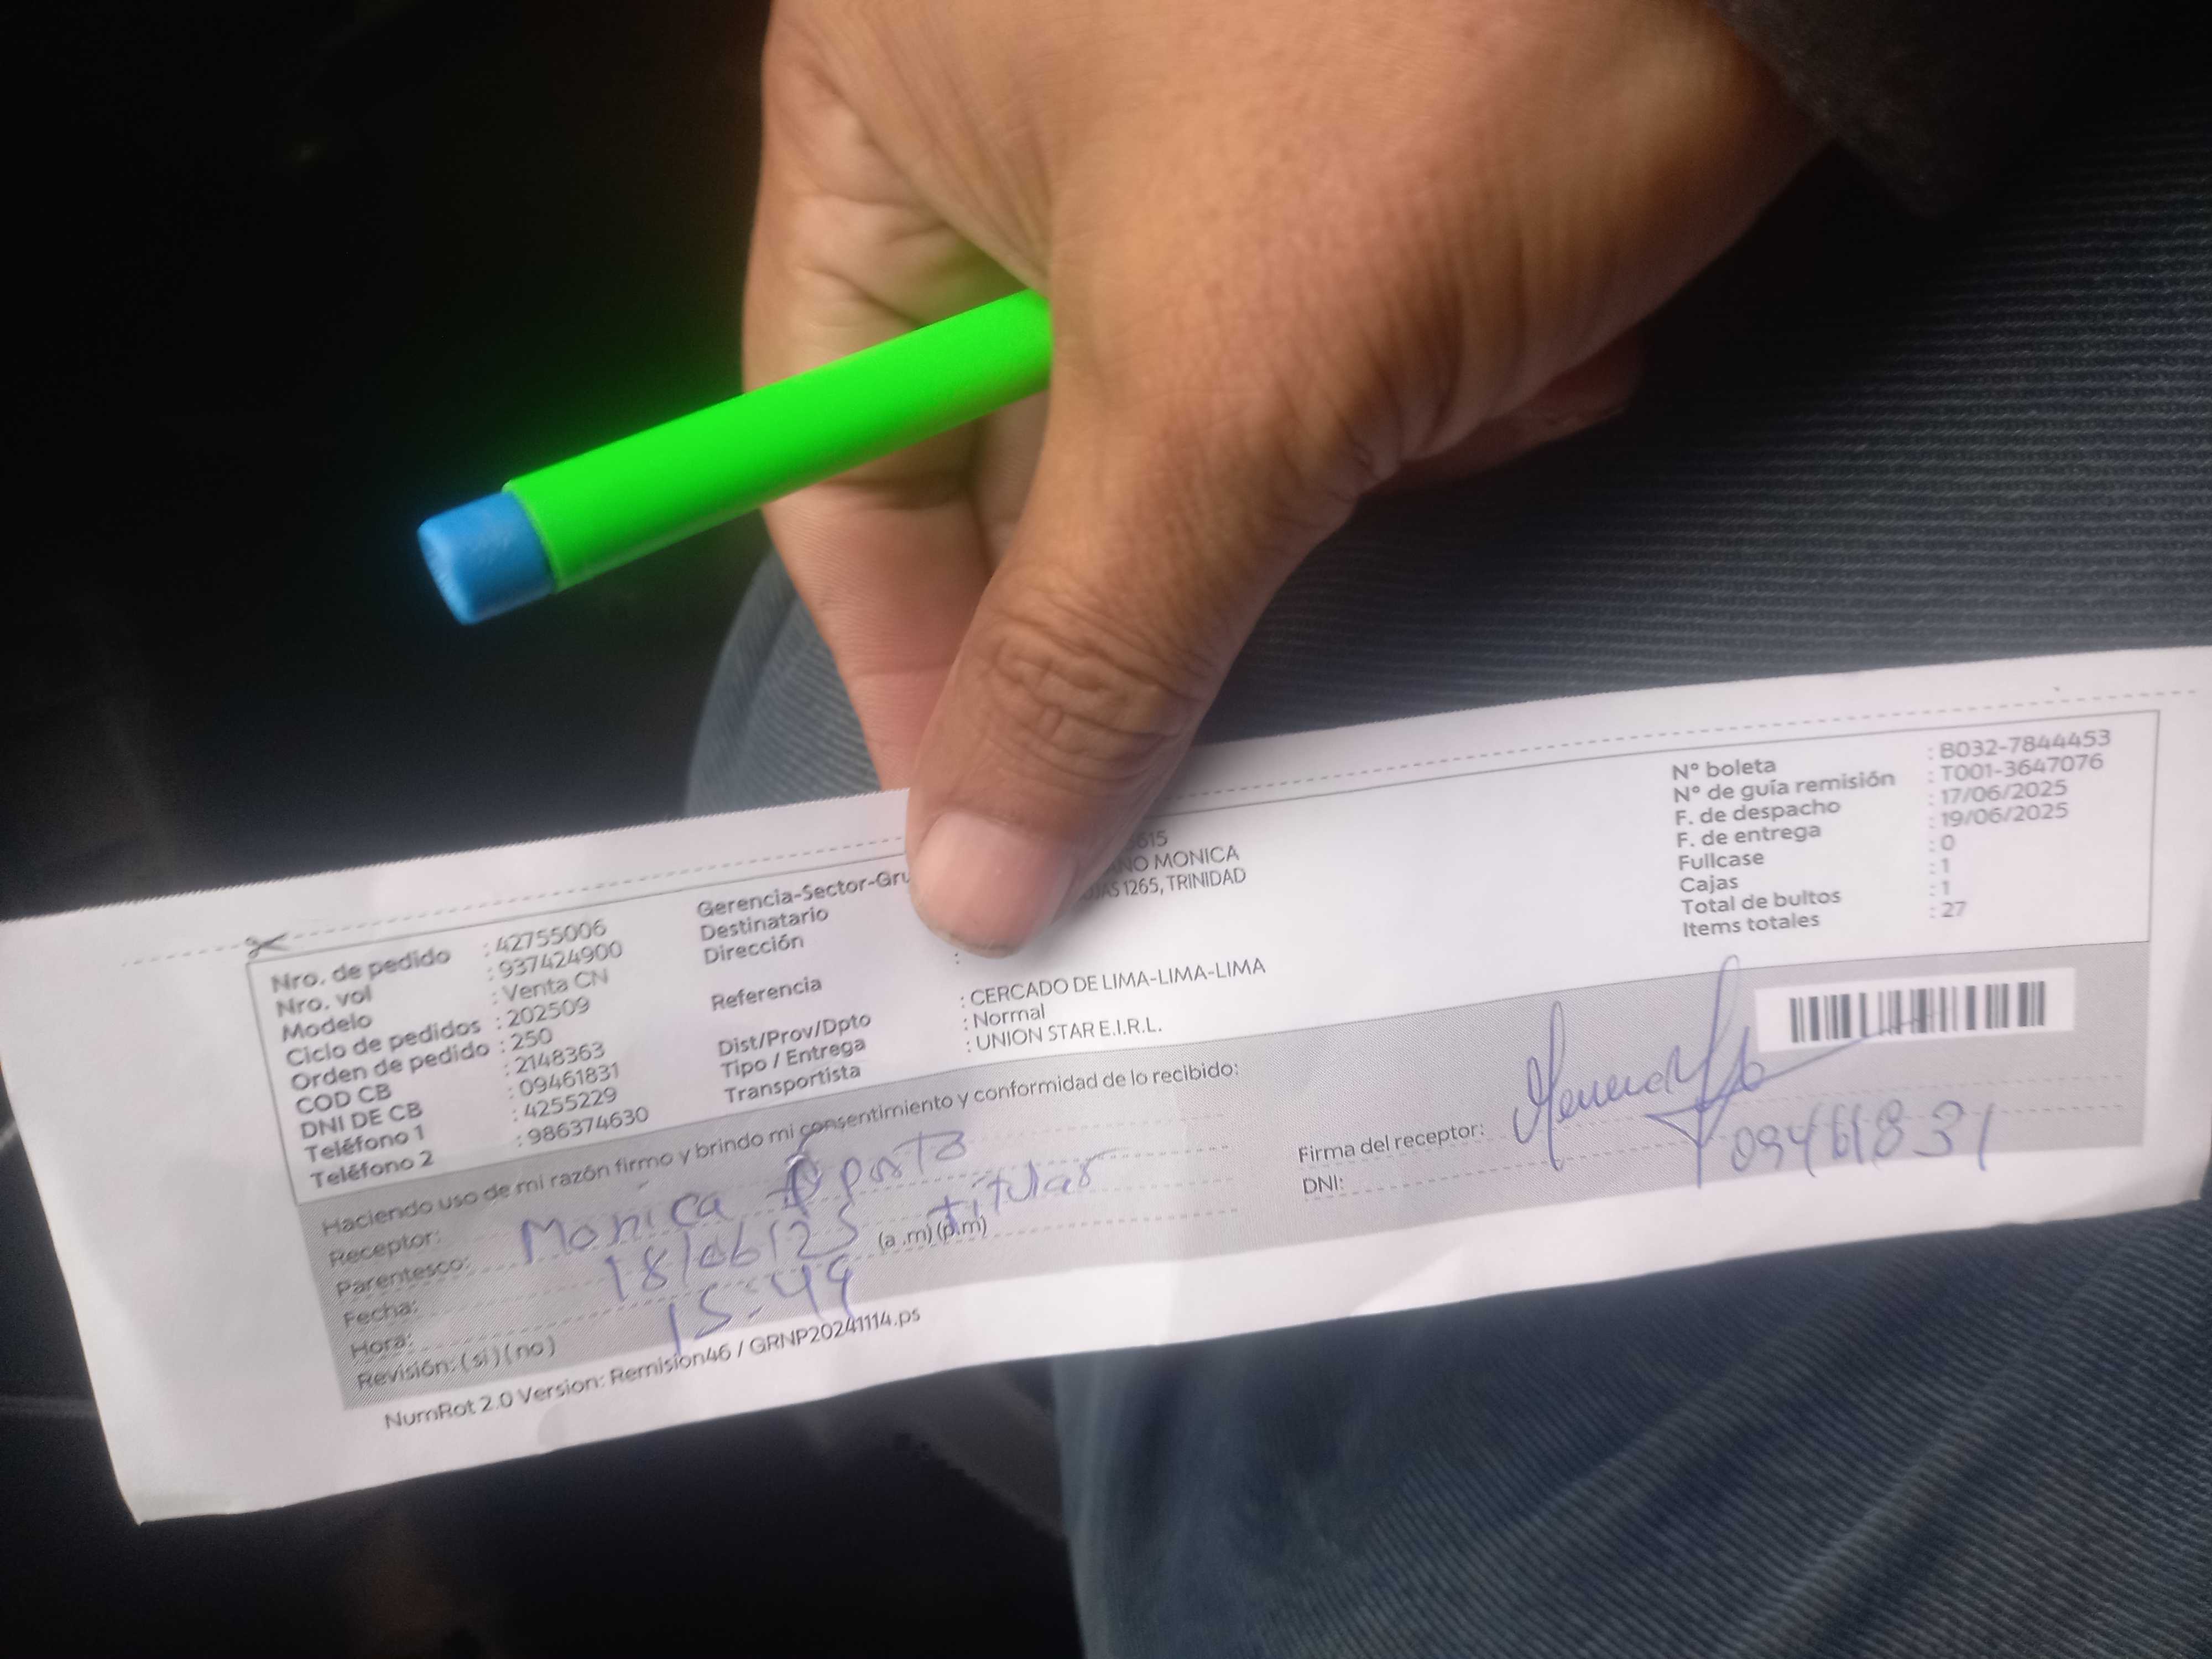 Nro. de pedido : 42755006
Nro. vol : 937424900
Modelo : Venta CN
Ciclo de pedidos : 202509
Orden de pedido : 250
COD CB : 2148363
DNI DE CB : 09461831
Teléfono 1 : 4255229
Teléfono 2 : 986374630
Gerencia-Sector-Gru 615
Destinatario NO MONICA
Dirección 1265, TRINIDAD
Referencia :
Dist/Prov/Dpto : CERCADO DE LIMA-LIMA-LIMA
Tipo / Entrega : Normal
Transportista : UNION STAR E.I.R.L.
N° boleta : B032-7844453
N° de guía remisión : T001-3647076
F. de despacho : 17/06/2025
F. de entrega : 19/06/2025
Fullcase : 0
Cajas : 1
Total de bultos : 1
Items totales : 27
Haciendo uso de mi razón firmo y brindo mi consentimiento y conformidad de lo recibido:
Receptor: Monica
Parentesco: titular
Fecha: 18/06/25
Hora: 15:49 (a .m) (p.m)
Revisión: ( si ) ( no )
Firma del receptor:
DNI: 09461831
NumRot 2.0 Version: Remision46 / GRNP20241114.ps